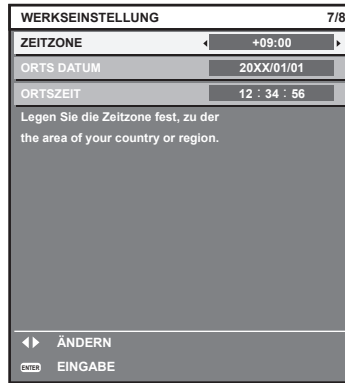 WERKSEINSTELLUNG 7/8
ZEITZONE +09:00
ORTS DATUM 20XX/01/01
ORTSZEIT 12 : 34 : 56
Legen Sie die Zeitzone fest, zu der
the area of your country or region.
ÄNDERN
ENTER EINGABE